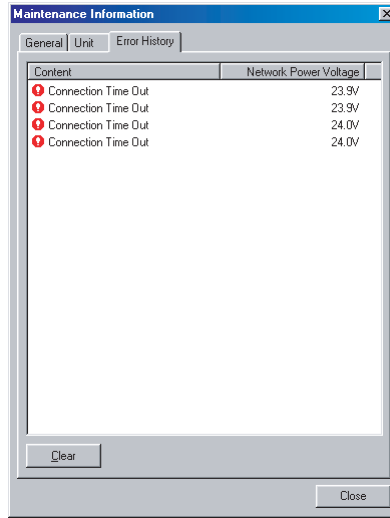 Maintenance Information
General Unit Error History
Content Network Power Voltage
Connection Time Out 23.9V
Connection Time Out 23.9V
Connection Time Out 24.0V
Connection Time Out 24.0V
Clear
Close